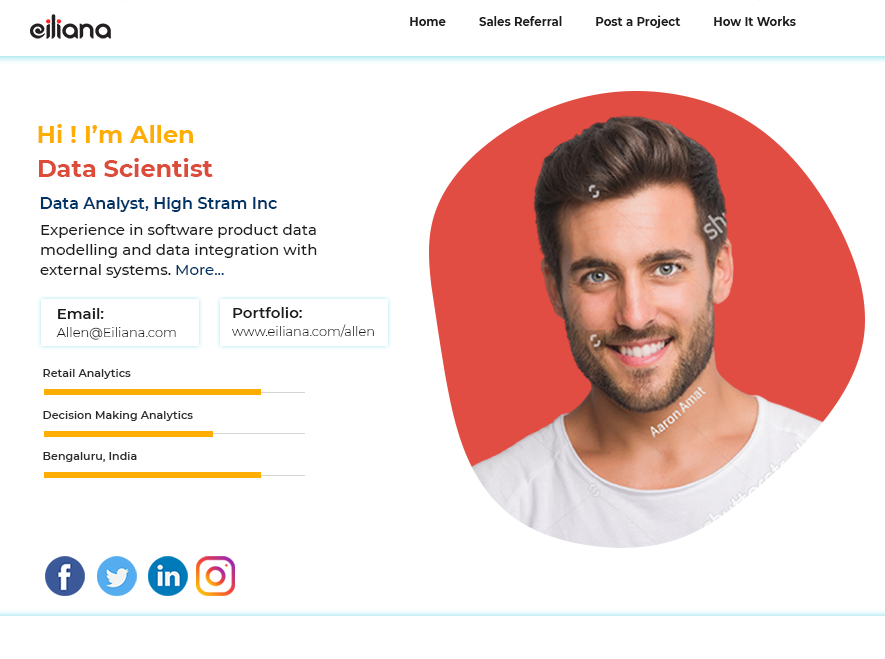 eiliana
Home Sales Referral Post a Project How It Works
Hi ! I’m Allen
Data Scientist
Data Analyst, HIgh Stram Inc
Experience in software product data
modelling and data integration with
external systems. More...
Email:
Allen@Eiliana.com
Portfolio:
www.eiliana.com/allen
Retail Analytics
Decision Making Analytics
Bengaluru, India
f
in
Aaron Amat